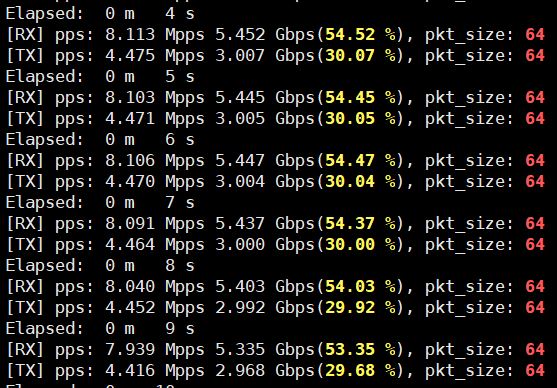 Elapsed:  0 m   4 s
[RX] pps: 8.113 Mpps 5.452 Gbps(54.52 %), pkt_size: 64
[TX] pps: 4.475 Mpps 3.007 Gbps(30.07 %), pkt_size: 64
Elapsed:  0 m   5 s
[RX] pps: 8.103 Mpps 5.445 Gbps(54.45 %), pkt_size: 64
[TX] pps: 4.471 Mpps 3.005 Gbps(30.05 %), pkt_size: 64
Elapsed:  0 m   6 s
[RX] pps: 8.106 Mpps 5.447 Gbps(54.47 %), pkt_size: 64
[TX] pps: 4.470 Mpps 3.004 Gbps(30.04 %), pkt_size: 64
Elapsed:  0 m   7 s
[RX] pps: 8.091 Mpps 5.437 Gbps(54.37 %), pkt_size: 64
[TX] pps: 4.464 Mpps 3.000 Gbps(30.00 %), pkt_size: 64
Elapsed:  0 m   8 s
[RX] pps: 8.040 Mpps 5.403 Gbps(54.03 %), pkt_size: 64
[TX] pps: 4.452 Mpps 2.992 Gbps(29.92 %), pkt_size: 64
Elapsed:  0 m   9 s
[RX] pps: 7.939 Mpps 5.335 Gbps(53.35 %), pkt_size: 64
[TX] pps: 4.416 Mpps 2.968 Gbps(29.68 %), pkt_size: 64